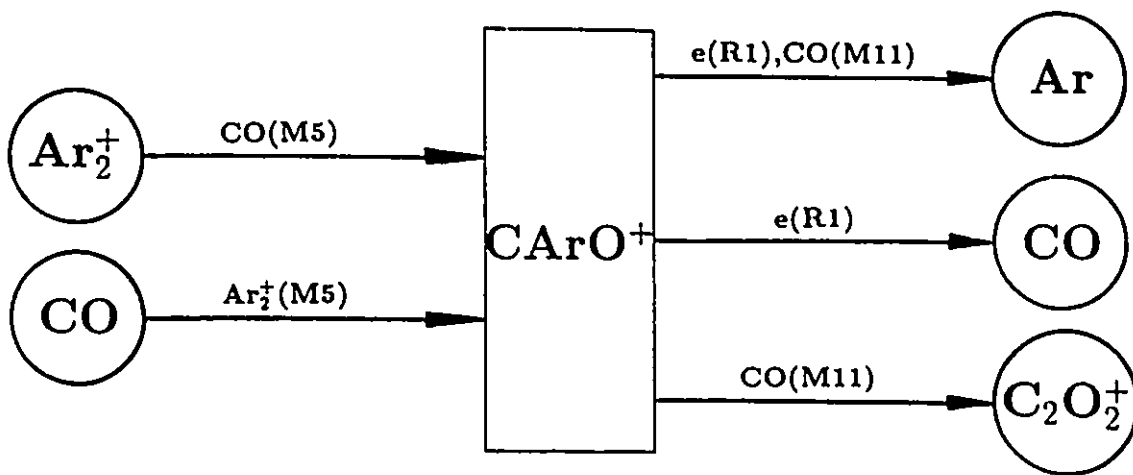 Ar₂⁺
CO(M5)
CO
Ar₂⁺(M5)
CArO⁺
e(R1),CO(M11)
Ar
e(R1)
CO
CO(M11)
C₂O₂⁺